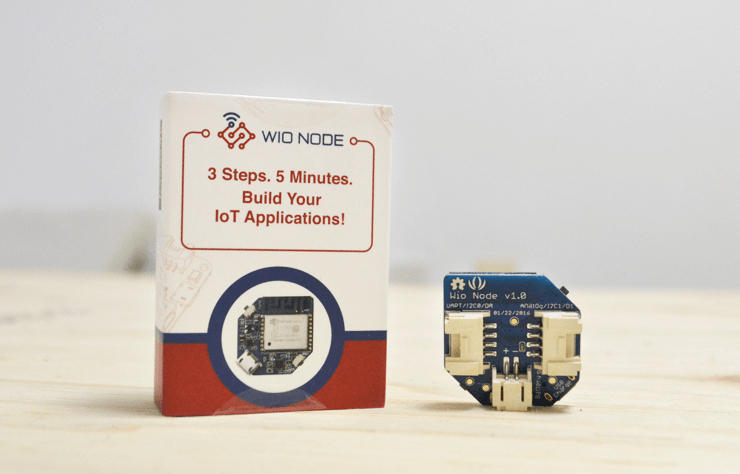 WIO NODE
3 Steps. 5 Minutes.
Build Your
IoT Applications!
Wio Node v1.0
UART/I2C0/D0
ANALOG/I2C1/D1
01/22/2016
+ -